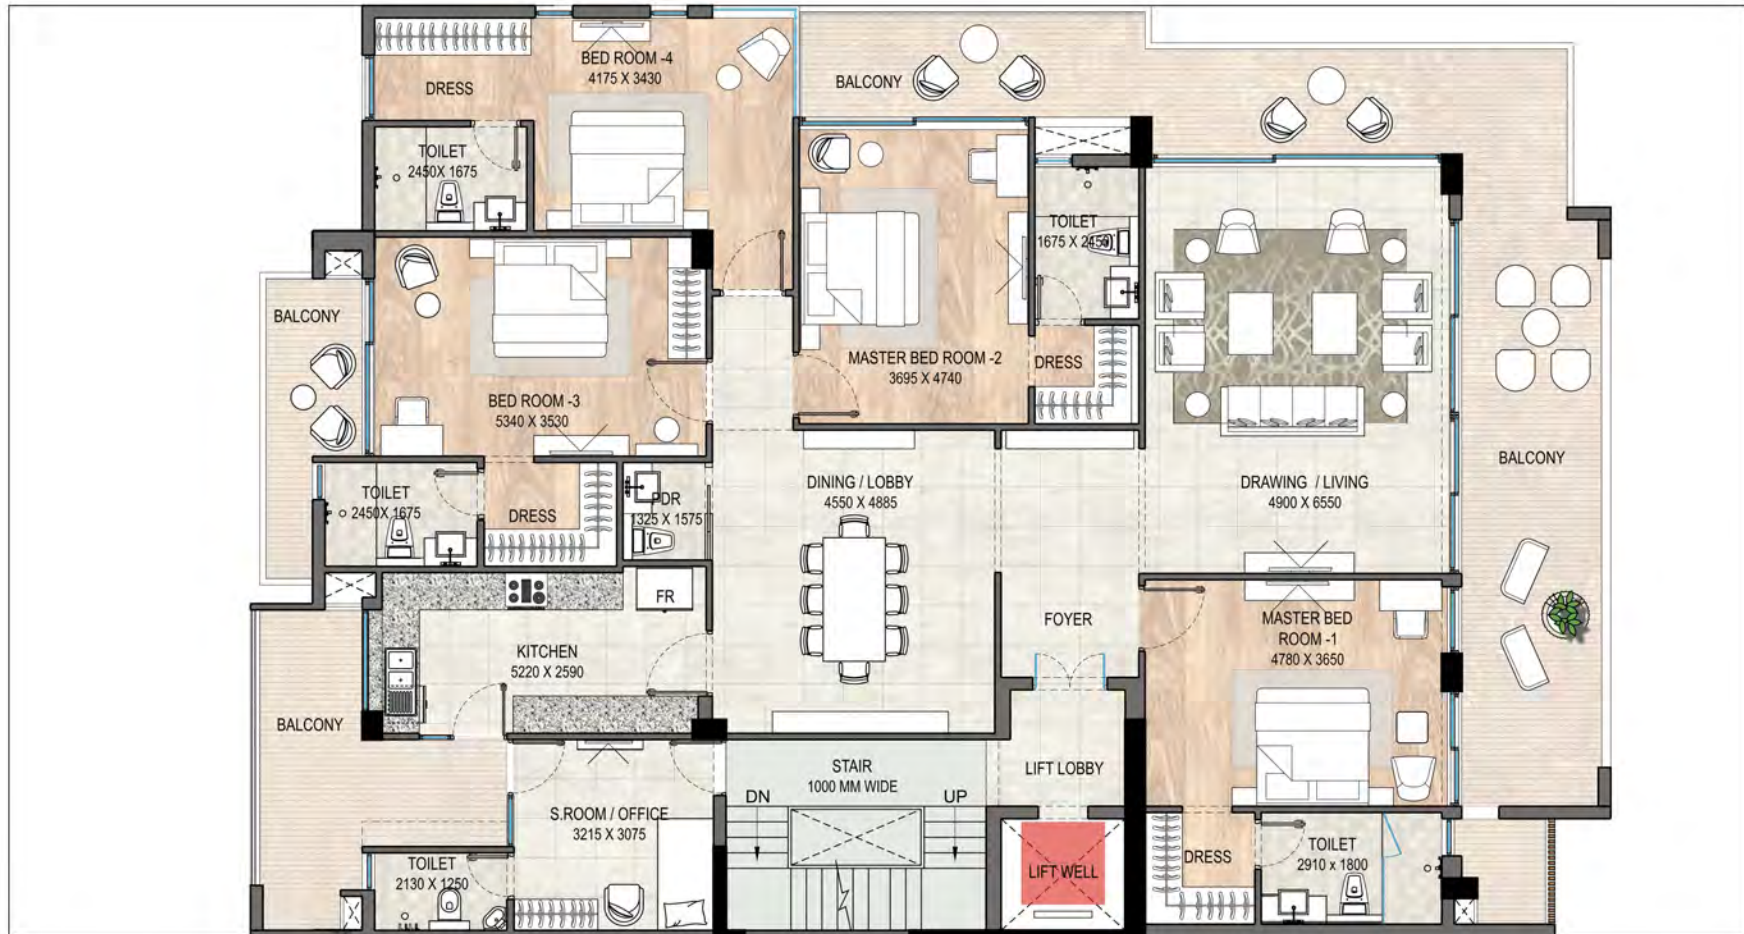 BED ROOM -4
4175 X 3430
DRESS
BALCONY
TOILET
2450X 1675
TOILET
1675 X 2450
BALCONY
MASTER BED ROOM -2
3695 X 4740
DRESS
BED ROOM -3
5340 X 3530
BALCONY
DINING / LOBBY
4550 X 4885
DRAWING / LIVING
4900 X 6550
TOILET
2450X 1675
DRESS
PDR
1325 X 1575
FR
KITCHEN
5220 X 2590
FOYER
MASTER BED
ROOM -1
4780 X 3650
BALCONY
STAIR
1000 MM WIDE
LIFT LOBBY
DN
UP
S.ROOM / OFFICE
3215 X 3075
TOILET
2130 X 1250
LIFT WELL
DRESS
TOILET
2910 x 1800